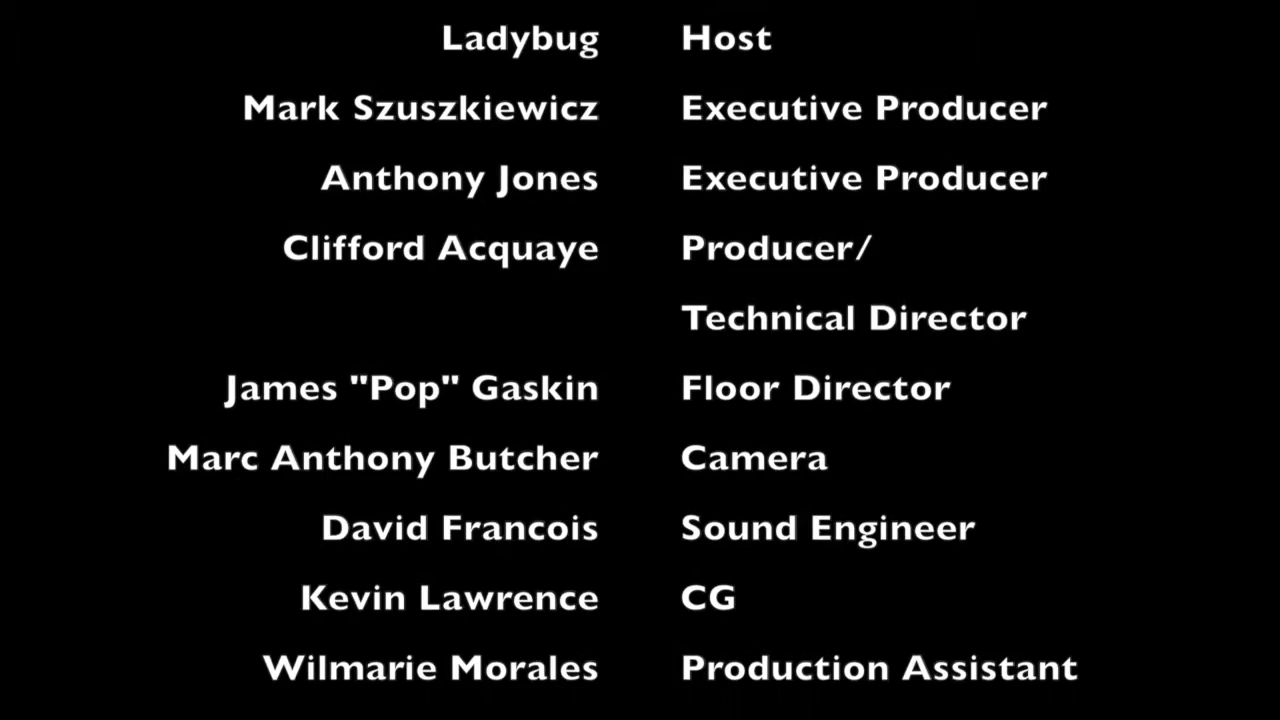 Ladybug Host
Mark Szuszkiewicz Executive Producer
Anthony Jones Executive Producer
Clifford Acquaye Producer/
Technical Director
James "Pop" Gaskin Floor Director
Marc Anthony Butcher Camera
David Francois Sound Engineer
Kevin Lawrence CG
Wilmarie Morales Production Assistant